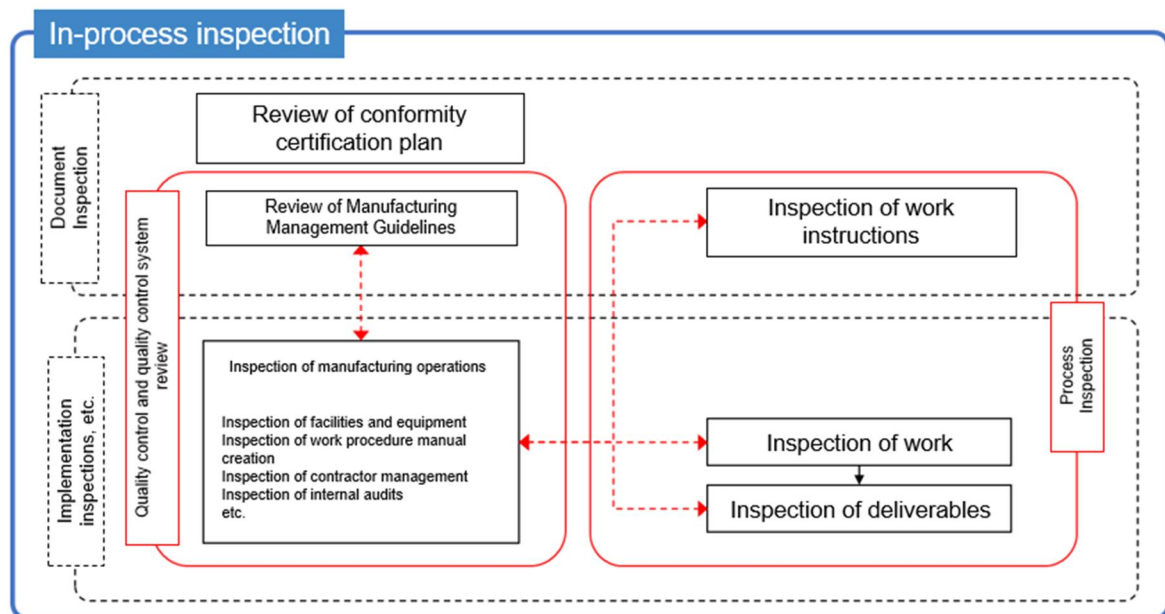 In-process inspection
Document
Inspection
Review of conformity
certification plan
Quality control and quality control system
review
Review of Manufacturing
Management Guidelines
Inspection of work
instructions
Implementation
inspections, etc.
Inspection of manufacturing operations
Inspection of facilities and equipment
Inspection of work procedure manual
creation
Inspection of contractor management
Inspection of internal audits
etc.
Process
Inspection
Inspection of work
Inspection of deliverables